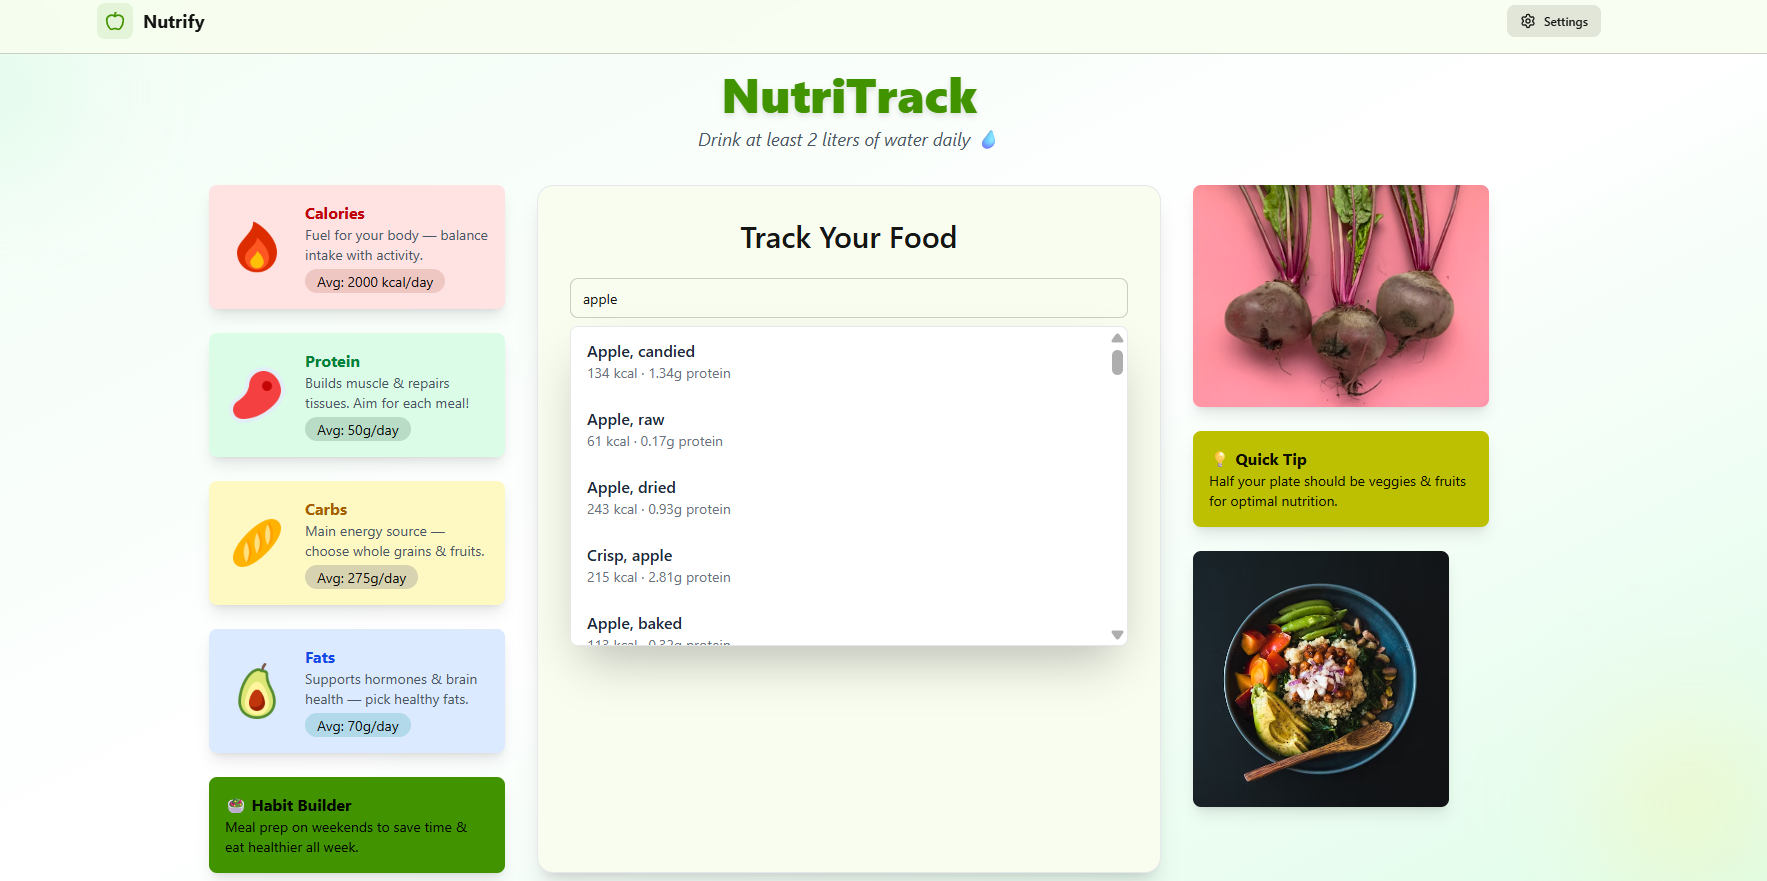 Nutrify
Settings
NutriTrack
Drink at least 2 liters of water daily 💧
Calories
Fuel for your body — balance
intake with activity.
Avg: 2000 kcal/day
Protein
Builds muscle & repairs
tissues. Aim for each meal!
Avg: 50g/day
Carbs
Main energy source —
choose whole grains & fruits.
Avg: 275g/day
Fats
Supports hormones & brain
health — pick healthy fats.
Avg: 70g/day
🥗 Habit Builder
Meal prep on weekends to save time &
eat healthier all week.
Track Your Food
apple
Apple, candied
134 kcal · 1.34g protein
Apple, raw
61 kcal · 0.17g protein
Apple, dried
243 kcal · 0.93g protein
Crisp, apple
215 kcal · 2.81g protein
Apple, baked
113 kcal · 0.32g protein
💡 Quick Tip
Half your plate should be veggies & fruits
for optimal nutrition.